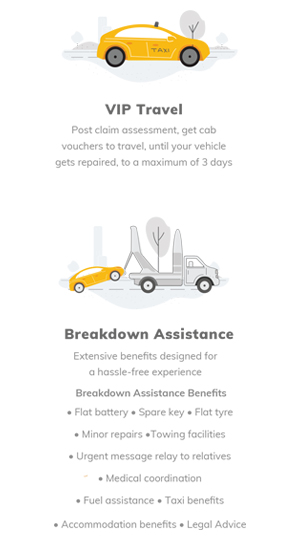 TAXI
VIP Travel
Post claim assessment, get cab
vouchers to travel, until your vehicle
gets repaired, to a maximum of 3 days
Breakdown Assistance
Extensive benefits designed for
a hassle-free experience
Breakdown Assistance Benefits
• Flat battery • Spare key • Flat tyre
• Minor repairs •Towing facilities
• Urgent message relay to relatives
• Medical coordination
• Fuel assistance • Taxi benefits
• Accommodation benefits • Legal Advice